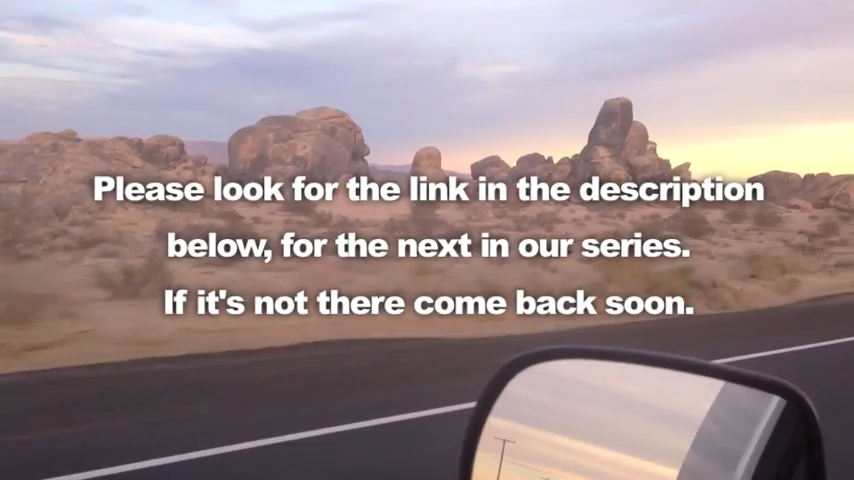 Please look for the link in the description
below, for the next in our series.
If it's not there come back soon.